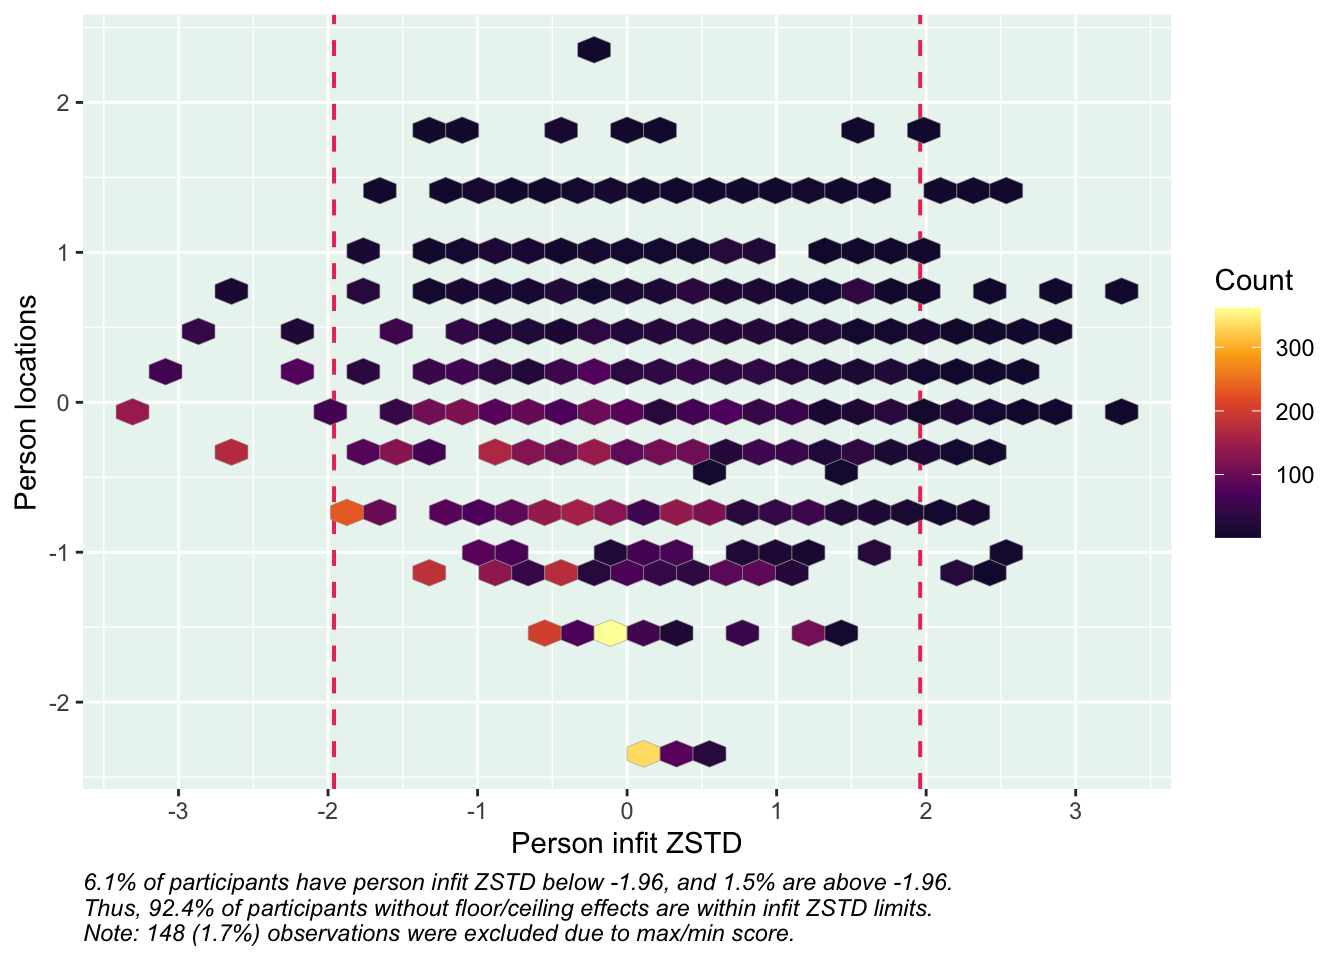 2
1
0
-1
-2
Person locations
-3
-2
-1
0
1
2
3
Person infit ZSTD
Count
300
200
100
6.1% of participants have person infit ZSTD below -1.96, and 1.5% are above -1.96.
Thus, 92.4% of participants without floor/ceiling effects are within infit ZSTD limits.
Note: 148 (1.7%) observations were excluded due to max/min score.